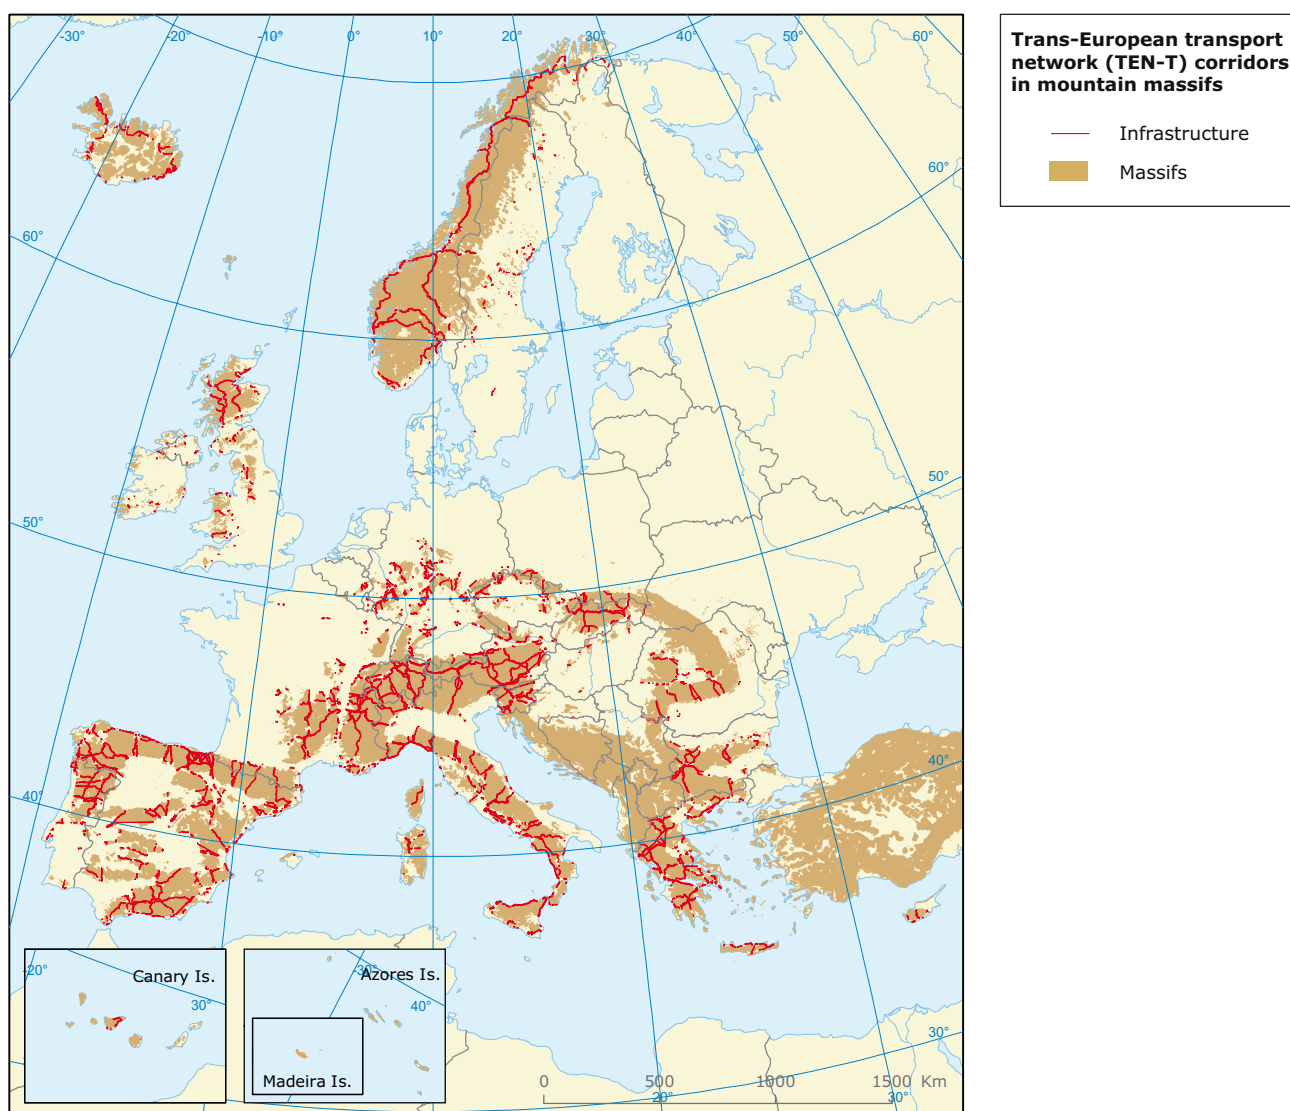 -30°
-20°
-10°
0°
10°
20°
30°
40°
50°
60°
Trans-European transport
network (TEN-T) corridors
in mountain massifs
Infrastructure
Massifs
60°
60°
50°
50°
40°
40°
30°
-20°
Canary Is.
30°
-30°
Azores Is.
40°
Madeira Is.
0
500
1000
1500 Km
20°
30°